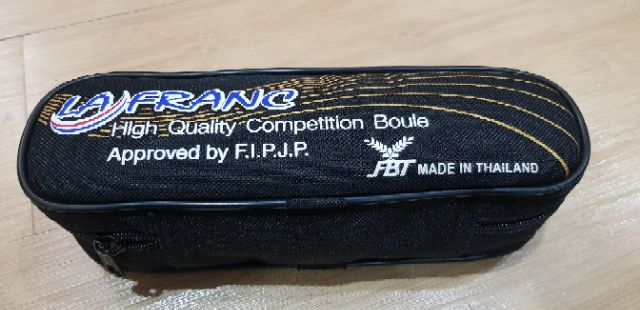 LA FRANC
High Quality Competition Boule
Approved by F.I.P.J.P.
FBT MADE IN THAILAND